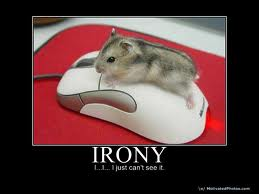 IRONY
I...I... I just can't see it.
(c) MotivatedPhotos.com